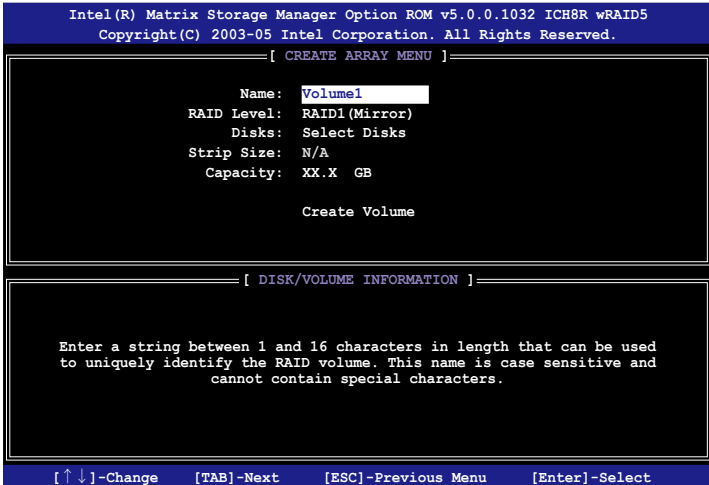 Intel(R) Matrix Storage Manager Option ROM v5.0.0.1032 ICH8R wRAID5
Copyright(C) 2003-05 Intel Corporation. All Rights Reserved.
[ CREATE ARRAY MENU ]
Name: Volume1
RAID Level: RAID1(Mirror)
Disks: Select Disks
Strip Size: N/A
Capacity: XX.X GB
Create Volume
[ DISK/VOLUME INFORMATION ]
Enter a string between 1 and 16 characters in length that can be used
to uniquely identify the RAID volume. This name is case sensitive and
cannot contain special characters.
[↑↓]-Change [TAB]-Next [ESC]-Previous Menu [Enter]-Select